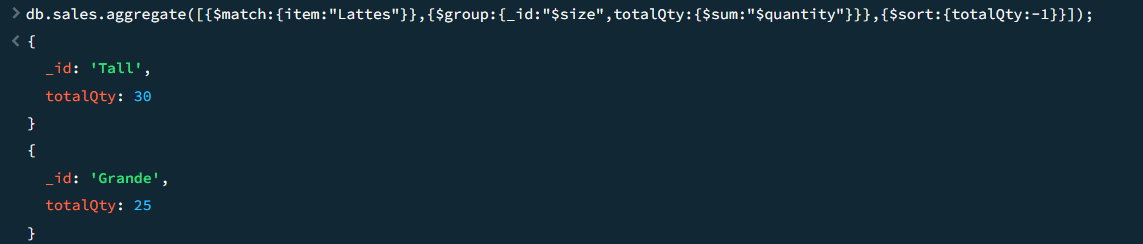 > db.sales.aggregate([{$match:{item:"Lattes"}},{$group:{_id:"$size",totalQty:{$sum:"$quantity"}}},{$sort:{totalQty:-1}}]);
< {
_id: 'Tall',
totalQty: 30
}
{
_id: 'Grande',
totalQty: 25
}